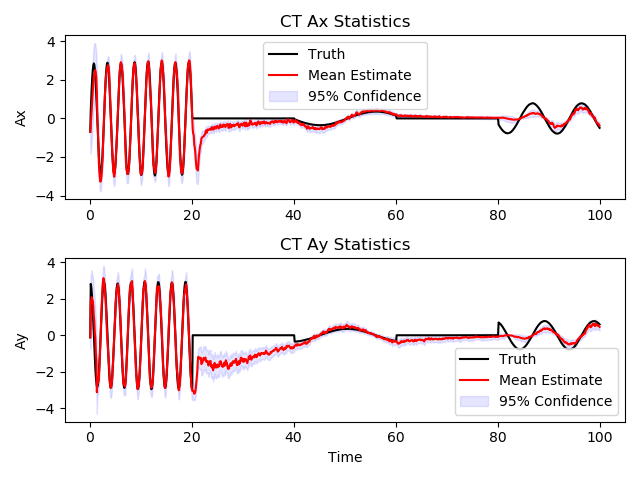 CT Ax Statistics
Ax
4
2
0
−2
−4
Truth
Mean Estimate
95% Confidence
0 20 40 60 80 100
CT Ay Statistics
Ay
4
2
0
−2
−4
Truth
Mean Estimate
95% Confidence
0 20 40 60 80 100
Time